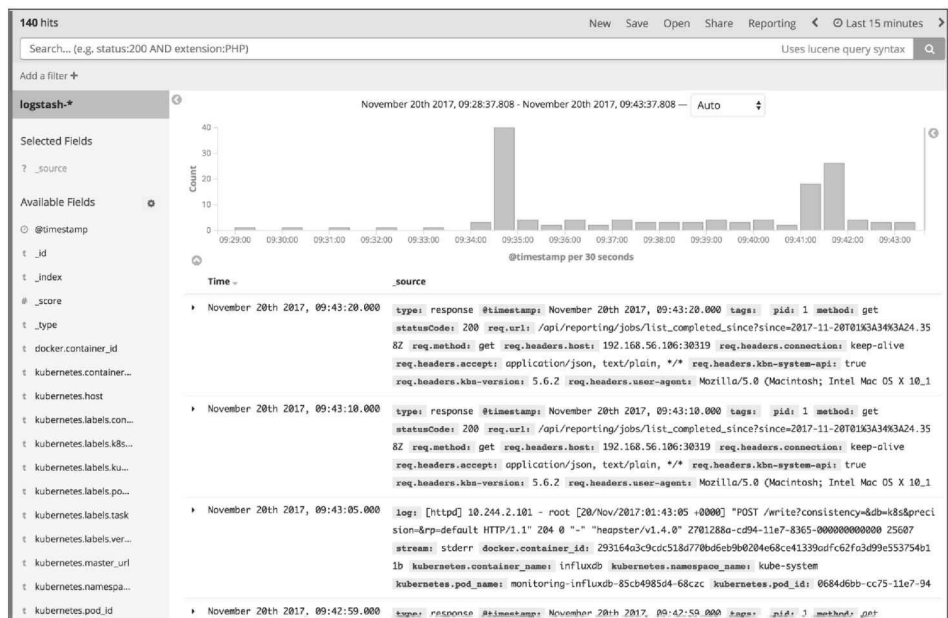 140 hits
New Save Open Share Reporting Last 15 minutes
Search... (e.g. status:200 AND extension:PHP)
Uses lucene query syntax
Add a filter +
logstash-*
Selected Fields
? _source
Available Fields
@timestamp
t _id
t _index
# _score
t _type
t docker.container_id
t kubernetes.container...
t kubernetes.host
t kubernetes.labels.con...
t kubernetes.labels.k8s...
t kubernetes.labels.ku...
t kubernetes.labels.po...
t kubernetes.labels.task
t kubernetes.labels.ver...
t kubernetes.master_url
t kubernetes.namespa...
t kubernetes.pod_id
November 20th 2017, 09:28:37.808 - November 20th 2017, 09:43:37.808 — Auto
Count
40
30
20
10
0
09:29:00 09:30:00 09:31:00 09:32:00 09:33:00 09:34:00 09:35:00 09:36:00 09:37:00 09:38:00 09:39:00 09:40:00 09:41:00 09:42:00 09:43:00
@timestamp per 30 seconds
Time _source
November 20th 2017, 09:43:20.000
type: response @timestamp: November 20th 2017, 09:43:20.000 tags: pid: 1 method: get
statusCode: 200 req.url: /api/reporting/jobs/list_completed_since?since=2017-11-20T01%3A34%3A24.35
8Z req.method: get req.headers.host: 192.168.56.106:30319 req.headers.connection: keep-alive
req.headers.accept: application/json, text/plain, */* req.headers.kbn-system-api: true
req.headers.kbn-version: 5.6.2 req.headers.user-agent: Mozilla/5.0 (Macintosh; Intel Mac OS X 10_1
November 20th 2017, 09:43:10.000
type: response @timestamp: November 20th 2017, 09:43:10.000 tags: pid: 1 method: get
statusCode: 200 req.url: /api/reporting/jobs/list_completed_since?since=2017-11-20T01%3A34%3A24.35
8Z req.method: get req.headers.host: 192.168.56.106:30319 req.headers.connection: keep-alive
req.headers.accept: application/json, text/plain, */* req.headers.kbn-system-api: true
req.headers.kbn-version: 5.6.2 req.headers.user-agent: Mozilla/5.0 (Macintosh; Intel Mac OS X 10_1
November 20th 2017, 09:43:05.000
log: [httpd] 10.244.2.101 - root [20/Nov/2017:01:43:05 +0000] "POST /write?consistency=&db=k8s&preci
sion=&rp=default HTTP/1.1" 204 0 "-" "heapster/v1.4.0" 2701288a-cd94-11e7-8365-000000000000 25607
stream: stderr docker.container_id: 293164a3c9cdc518d770bd6eb9b0204e68ce41339adfc62fa3d99e553754b1
1b kubernetes.container_name: influxdb kubernetes.namespace_name: kube-system
kubernetes.pod_name: monitoring-influxdb-85cb4985d4-68czc kubernetes.pod_id: 0684d6bb-cc75-11e7-94
November 20th 2017, 09:42:59.000
type: response @timestamp: November 20th 2017, 09:42:59.000 tags: pid: 1 method: get